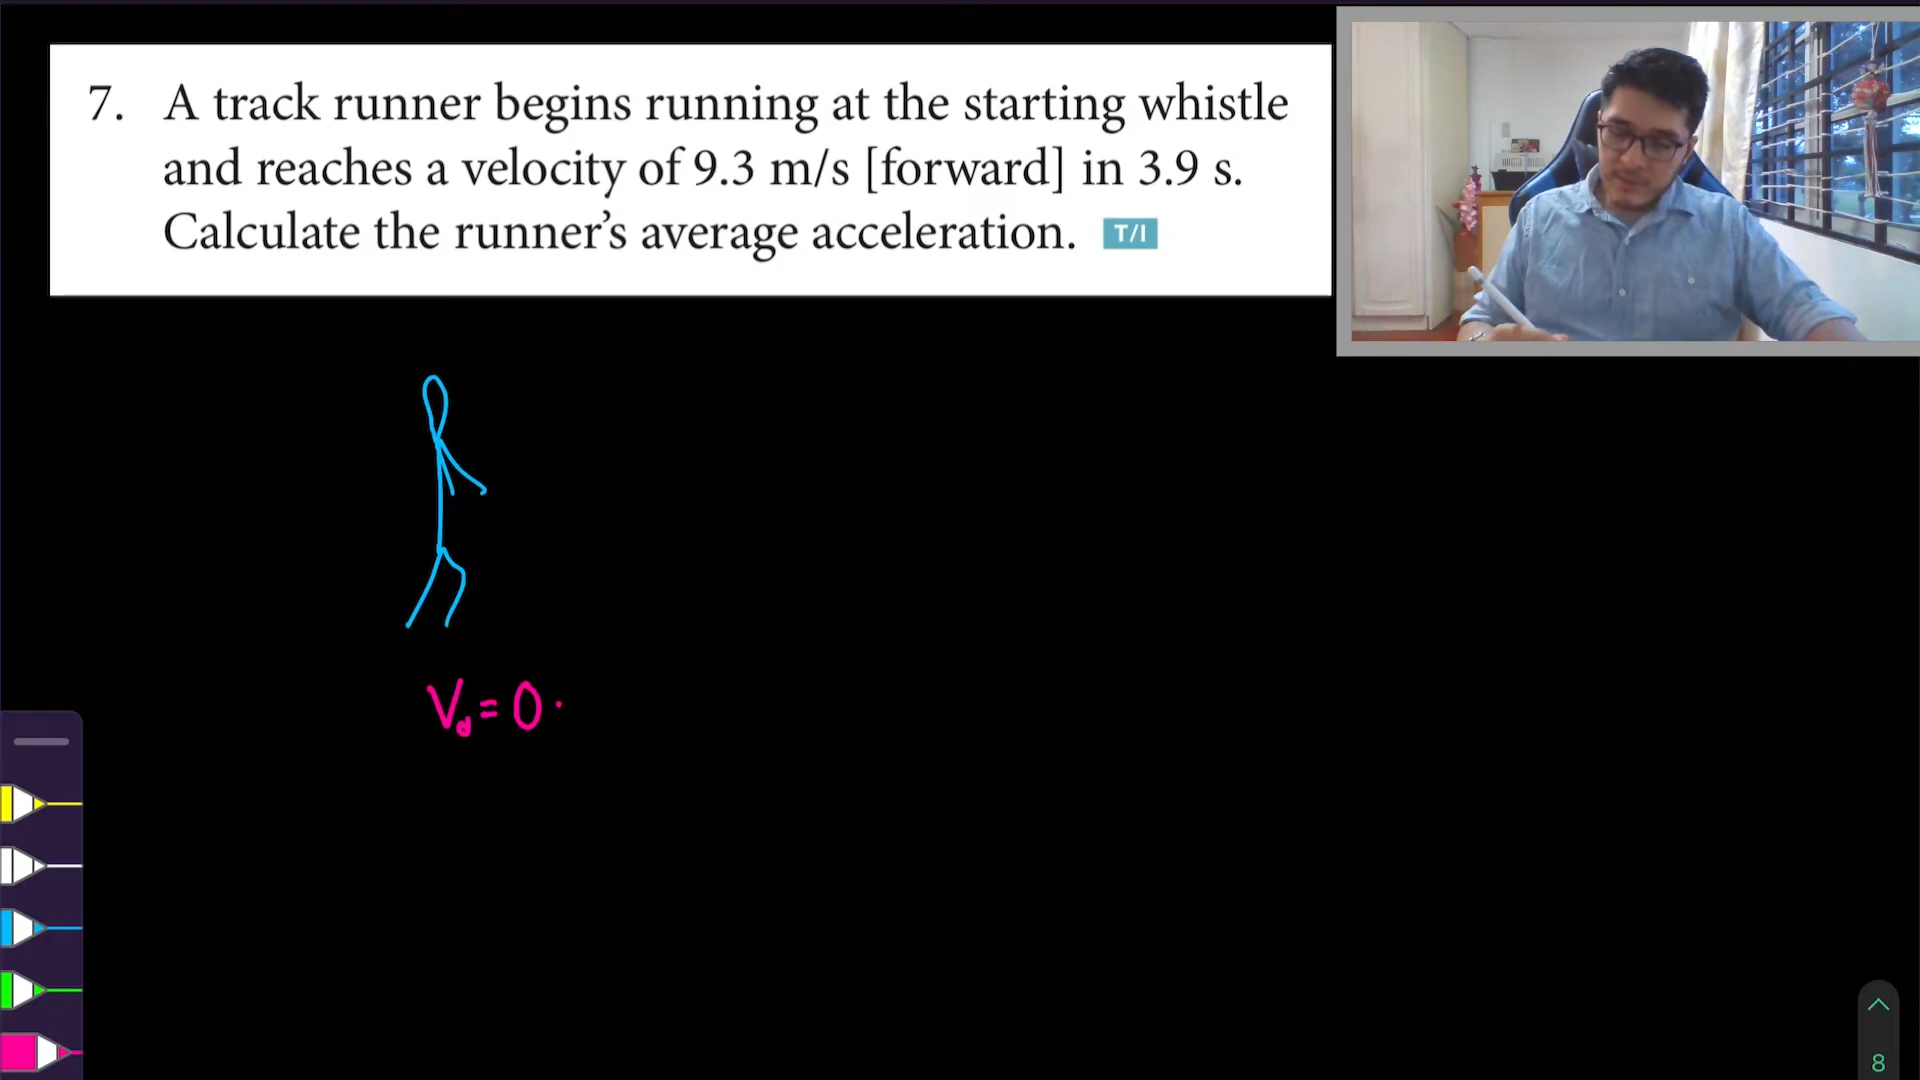 7. A track runner begins running at the starting whistle
and reaches a velocity of 9.3 m/s [forward] in 3.9 s.
Calculate the runner's average acceleration. T/I
V₀ = 0
8